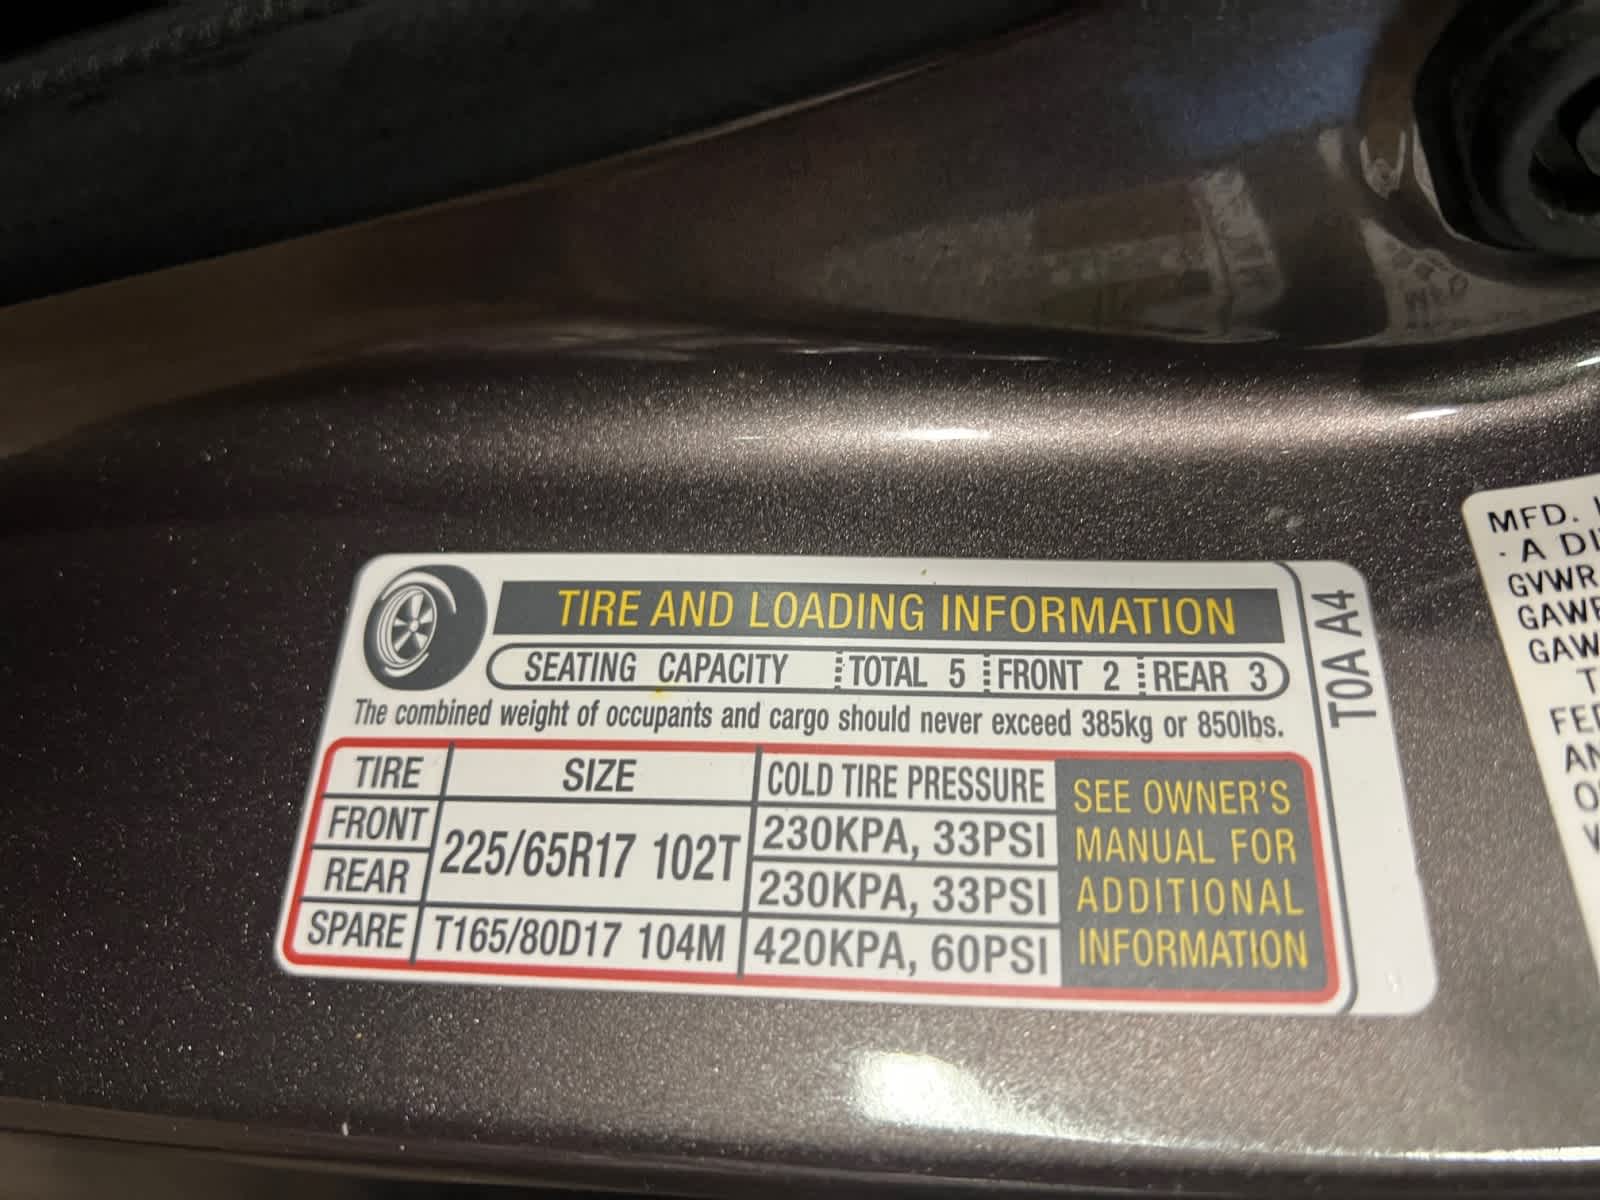 TIRE AND LOADING INFORMATION
SEATING CAPACITY TOTAL 5 FRONT 2 REAR 3
The combined weight of occupants and cargo should never exceed 385kg or 850lbs.
TIRE SIZE COLD TIRE PRESSURE
FRONT 225/65R17 102T 230KPA, 33PSI
REAR 230KPA, 33PSI
SPARE T165/80D17 104M 420KPA, 60PSI
SEE OWNER'S
MANUAL FOR
ADDITIONAL
INFORMATION
T0A A4
MFD.
A
GVWR